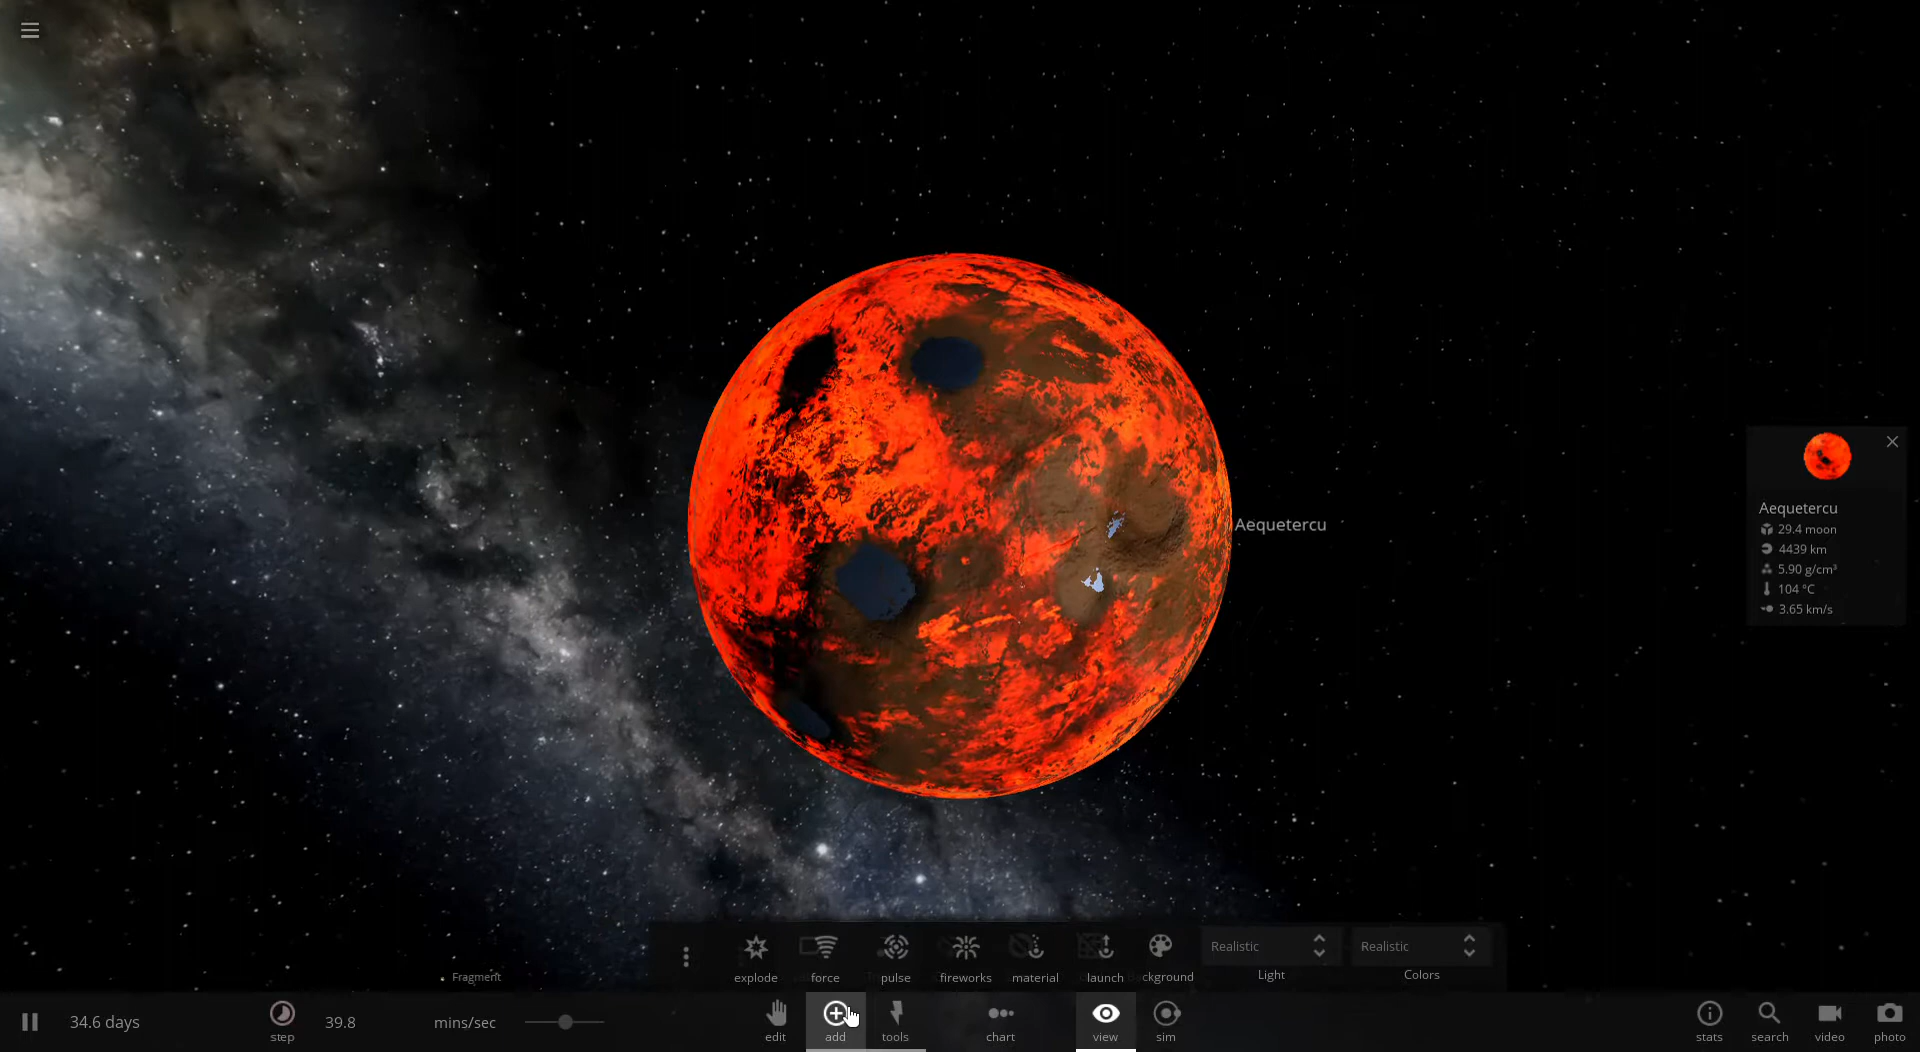 Aequetercu
Aequetercu
29.4 moon
4439 km
5.90 g/cm³
104 °C
3.65 km/s
Fragment
explode
force
pulse
fireworks
material
launch
ckground
Realistic
Light
Realistic
Colors
34.6 days
step
39.8
mins/sec
edit
add
tools
chart
view
sim
stats
search
video
photo